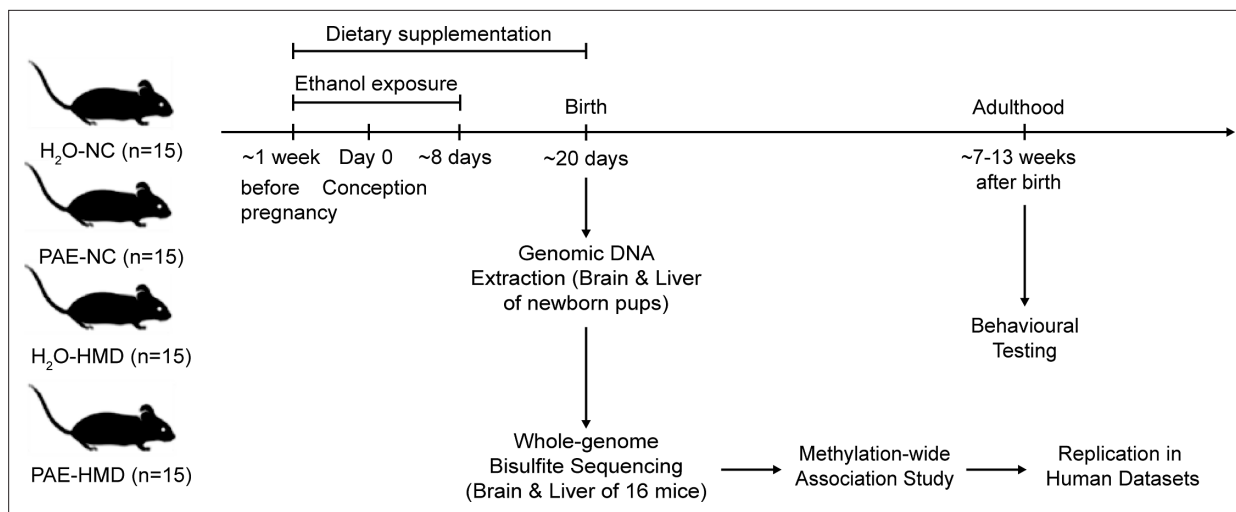 Dietary supplementation
Ethanol exposure
Birth
Adulthood
H₂O-NC (n=15)
~1 week
before
pregnancy
Day 0
Conception
~8 days
~20 days
~7-13 weeks
after birth
PAE-NC (n=15)
Genomic DNA
Extraction (Brain & Liver
of newborn pups)
H₂O-HMD (n=15)
Behavioural
Testing
PAE-HMD (n=15)
Whole-genome
Bisulfite Sequencing
(Brain & Liver of 16 mice)
Methylation-wide
Association Study
Replication in
Human Datasets